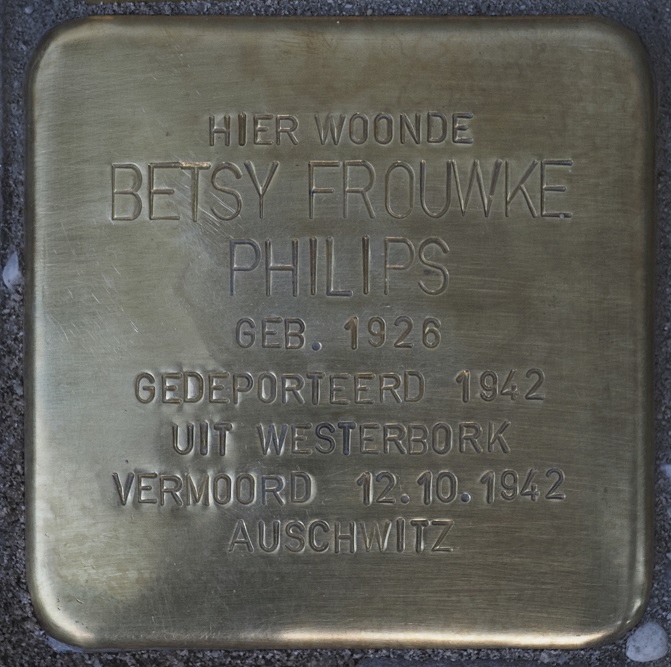 HIER WOONDE
BETSY FROUWKE
PHILIPS
GEB. 1926
GEDEPORTEERD 1942
UIT WESTERBORK
VERMOORD 12.10.1942
AUSCHWITZ